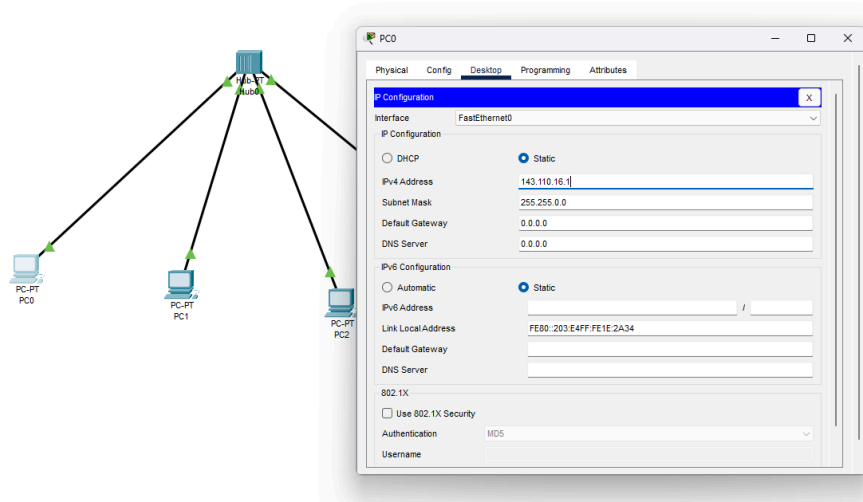 Hub-PT
Hub0
PC-PT
PC0
PC-PT
PC1
PC-PT
PC2
PC0
Physical Config Desktop Programming Attributes
IP Configuration X
Interface FastEthernet0
IP Configuration
DHCP Static
IPv4 Address 143.110.16.1
Subnet Mask 255.255.0.0
Default Gateway 0.0.0.0
DNS Server 0.0.0.0
IPv6 Configuration
Automatic Static
IPv6 Address /
Link Local Address FE80::203:E4FF:FE1E:2A34
Default Gateway
DNS Server
802.1X
Use 802.1X Security
Authentication MD5
Username